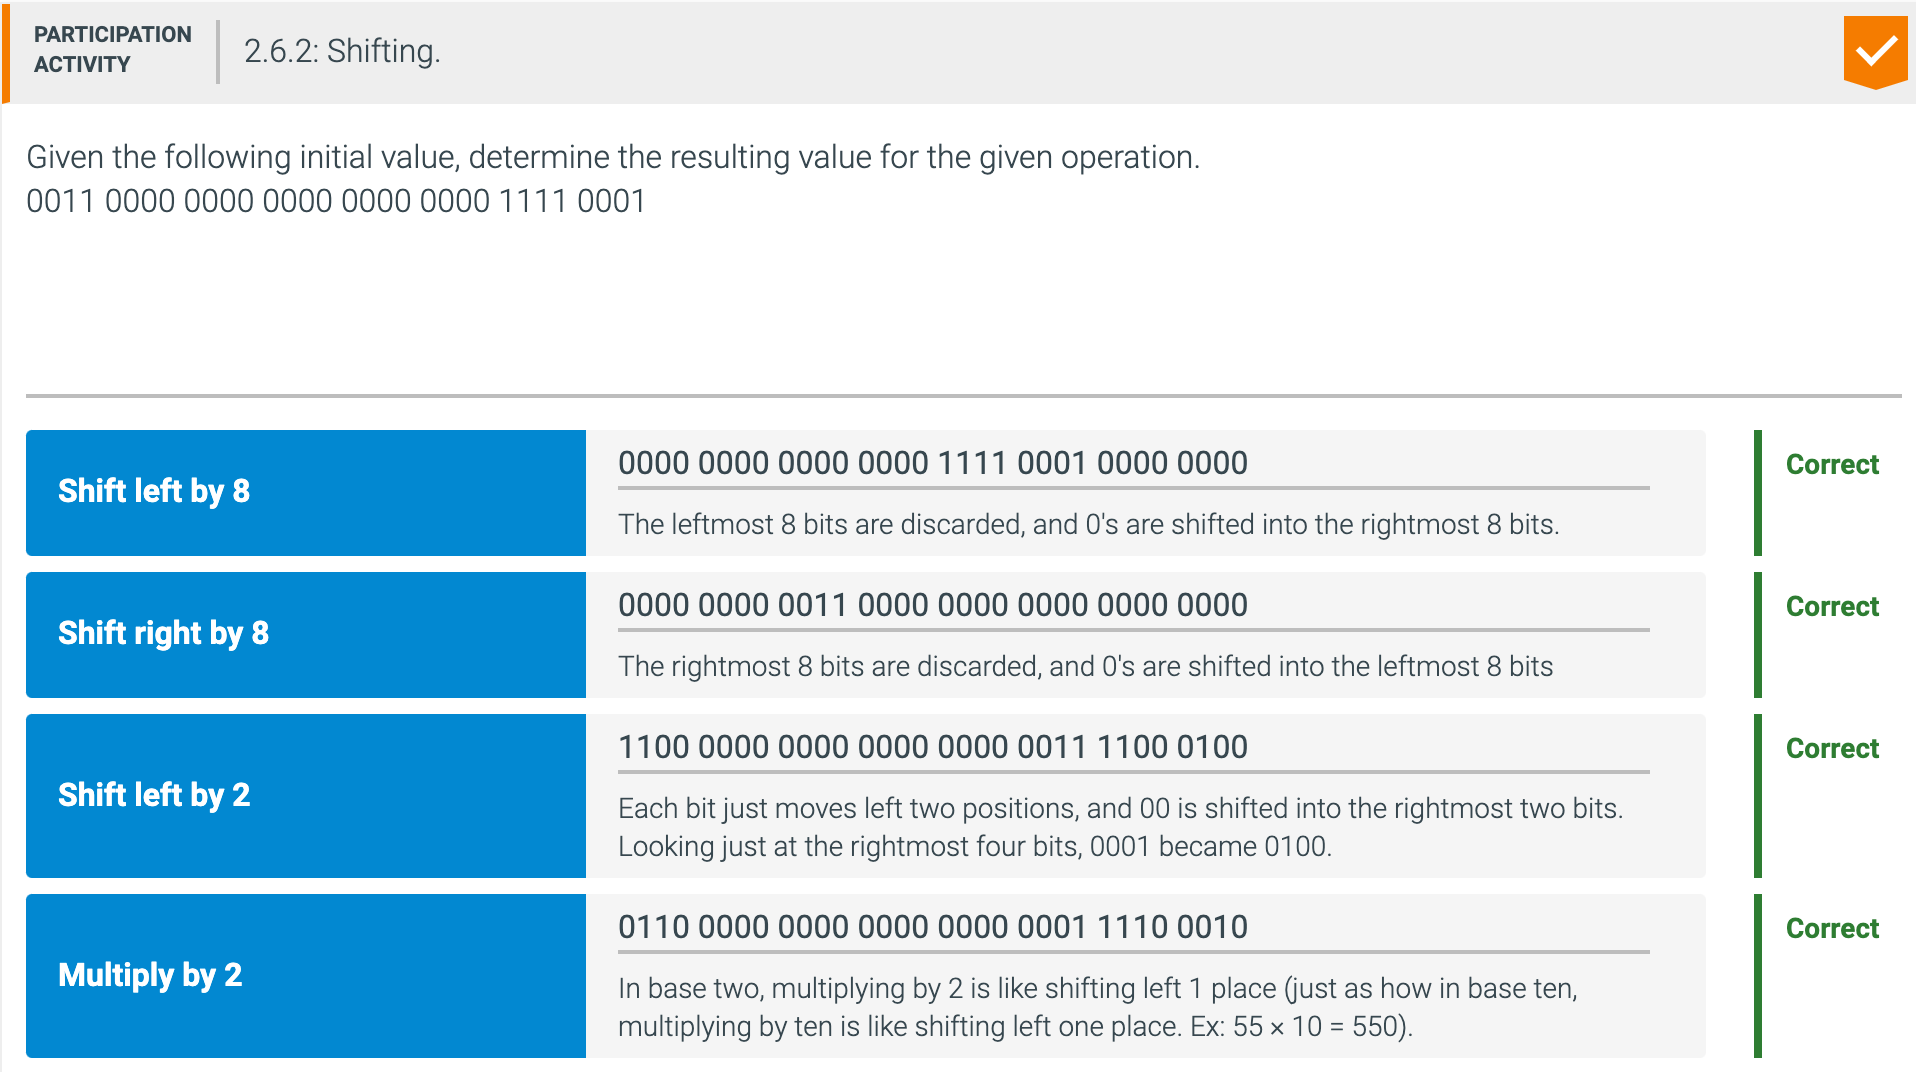 PARTICIPATION
ACTIVITY
2.6.2: Shifting.
Given the following initial value, determine the resulting value for the given operation.
0011 0000 0000 0000 0000 0000 1111 0001
Shift left by 8
0000 0000 0000 0000 1111 0001 0000 0000
The leftmost 8 bits are discarded, and 0's are shifted into the rightmost 8 bits.
Correct
Shift right by 8
0000 0000 0011 0000 0000 0000 0000 0000
The rightmost 8 bits are discarded, and 0's are shifted into the leftmost 8 bits
Correct
Shift left by 2
1100 0000 0000 0000 0000 0011 1100 0100
Each bit just moves left two positions, and 00 is shifted into the rightmost two bits.
Looking just at the rightmost four bits, 0001 became 0100.
Correct
Multiply by 2
0110 0000 0000 0000 0000 0001 1110 0010
In base two, multiplying by 2 is like shifting left 1 place (just as how in base ten,
multiplying by ten is like shifting left one place. Ex: 55 × 10 = 550).
Correct